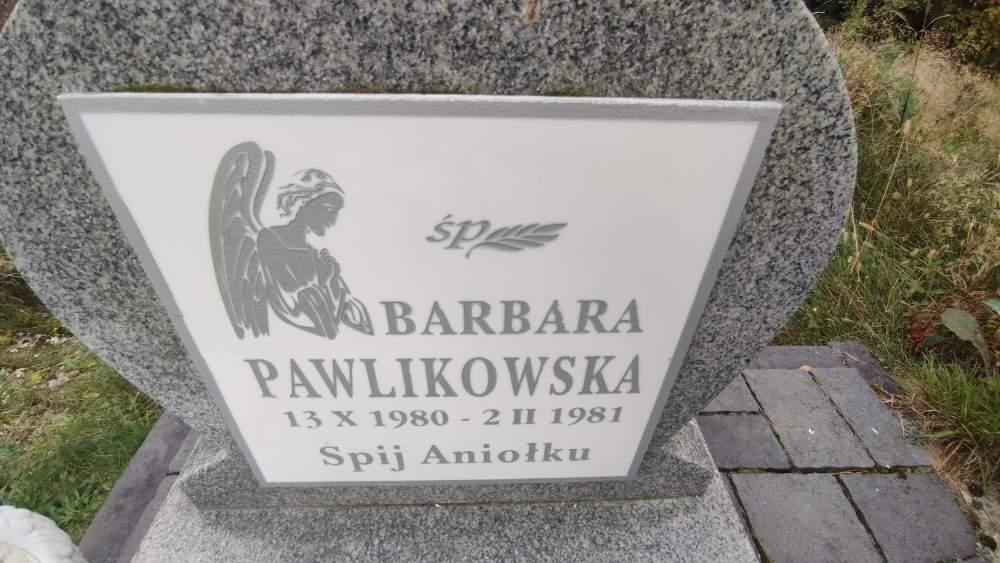 śp
BARBARA
PAWLIKOWSKA
13 X 1980 - 2 II 1981
Śpij Aniołku